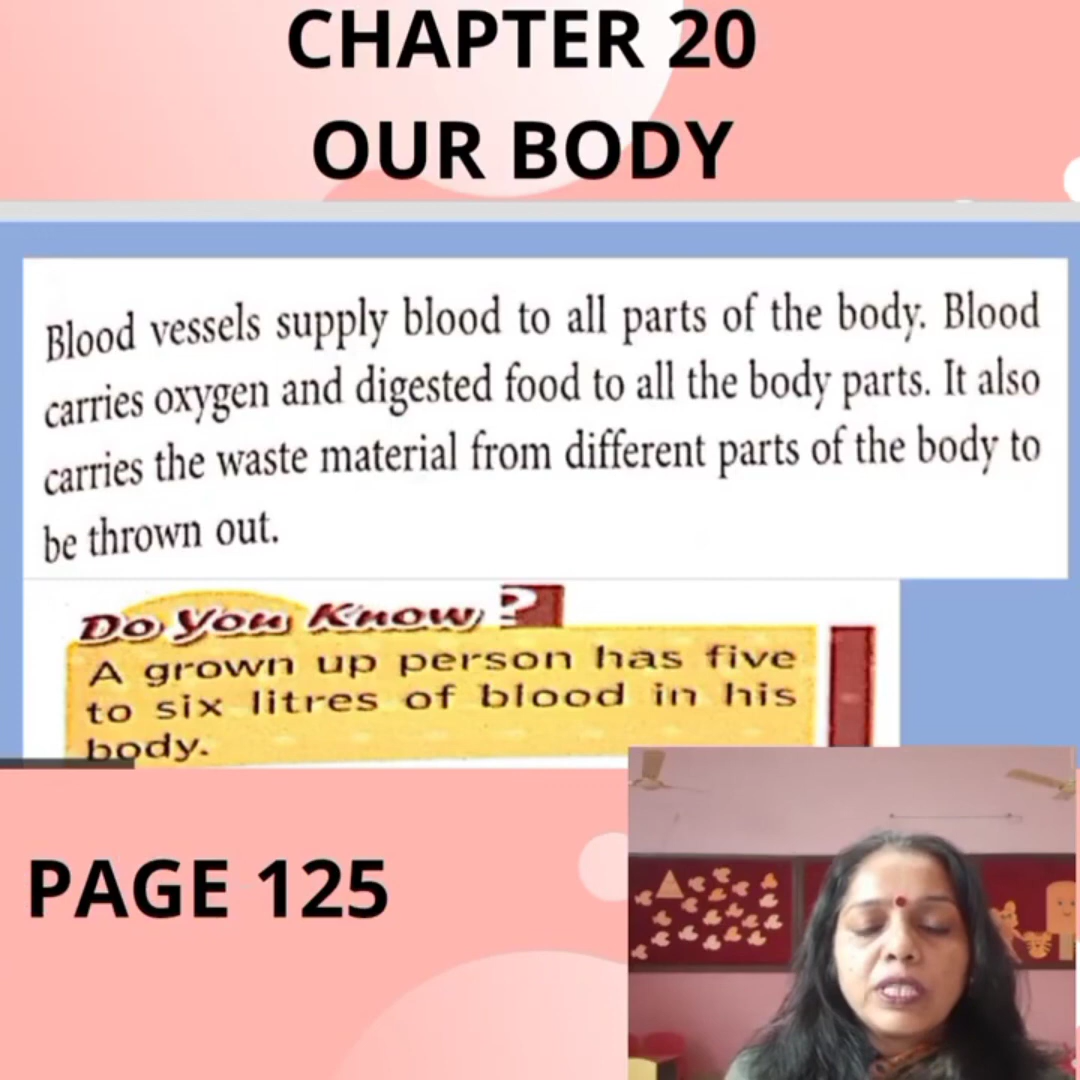 CHAPTER 20
OUR BODY
Blood vessels supply blood to all parts of the body. Blood
carries oxygen and digested food to all the body parts. It also
carries the waste material from different parts of the body to
be thrown out.
Do You Know ?
A grown up person has five
to six litres of blood in his
body.
PAGE 125